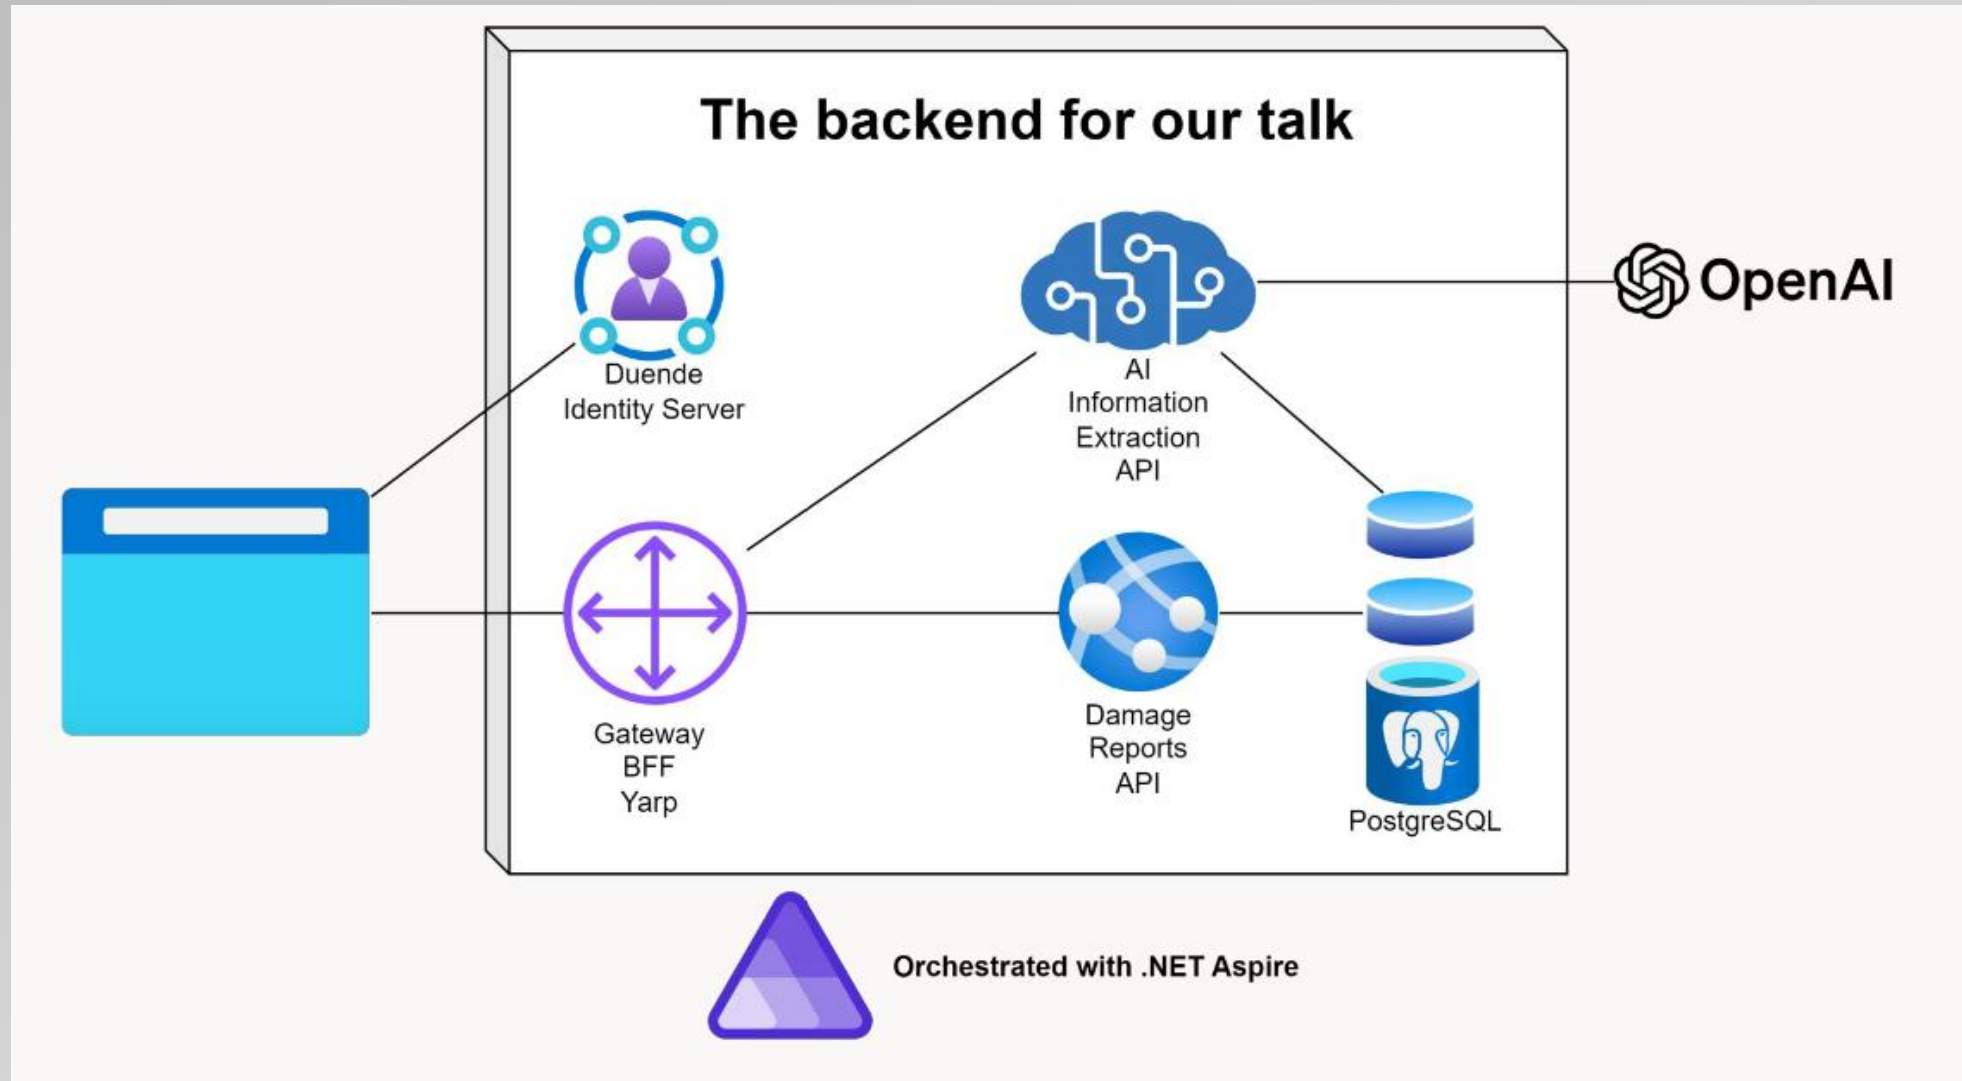 The backend for our talk
Duende
Identity Server
AI
Information
Extraction
API
OpenAI
Gateway
BFF
Yarp
Damage
Reports
API
PostgreSQL
Orchestrated with .NET Aspire